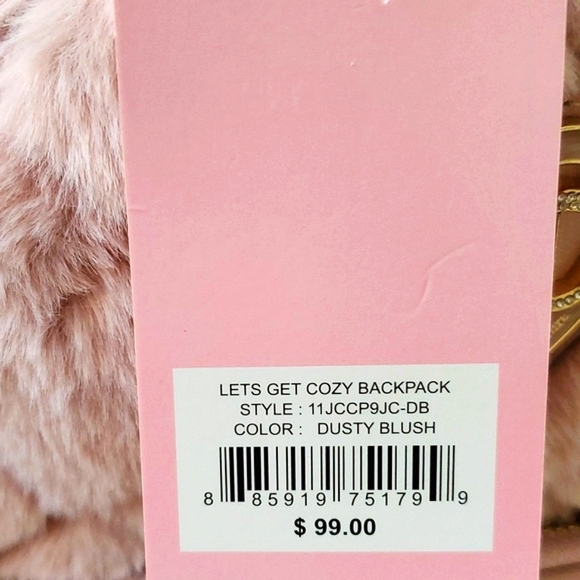 LETS GET COZY BACKPACK
STYLE : 11JCCP9JC-DB
COLOR : DUSTY BLUSH
8 85919 75179 9
$ 99.00